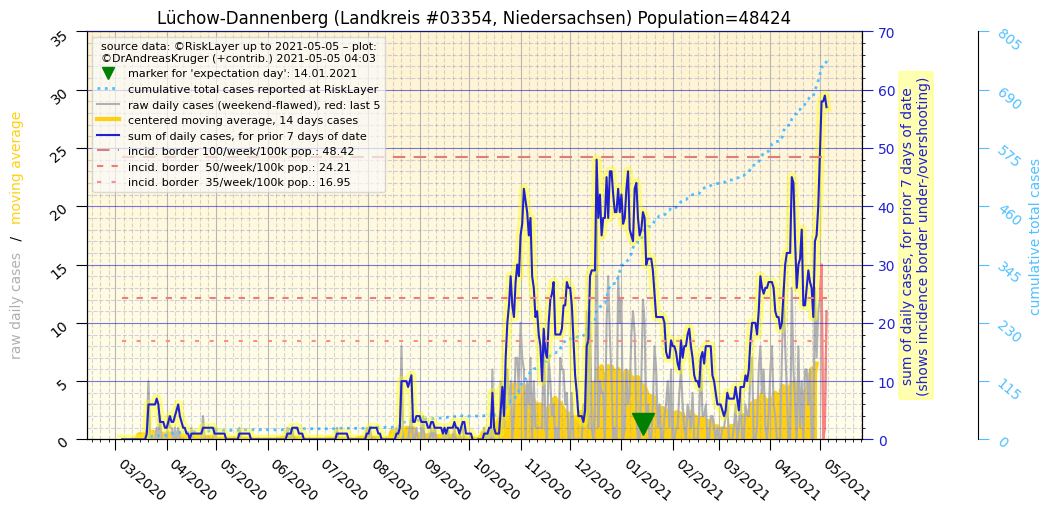 Lüchow-Dannenberg (Landkreis #03354, Niedersachsen) Population=48424
source data: ©RiskLayer up to 2021-05-05 – plot:
©DrAndreasKruger (+contrib.) 2021-05-05 04:03
marker for 'expectation day': 14.01.2021
cumulative total cases reported at RiskLayer
raw daily cases (weekend-flawed), red: last 5
centered moving average, 14 days cases
sum of daily cases, for prior 7 days of date
incid. border 100/week/100k pop.: 48.42
incid. border  50/week/100k pop.: 24.21
incid. border  35/week/100k pop.: 16.95
raw daily cases / moving average
35
30
25
20
15
10
5
0
03/2020
04/2020
05/2020
06/2020
07/2020
08/2020
09/2020
10/2020
11/2020
12/2020
01/2021
02/2021
03/2021
04/2021
05/2021
70
60
50
40
30
20
10
0
sum of daily cases, for prior 7 days of date
(shows incidence border under-/overshooting)
805
690
575
460
345
230
115
0
cumulative total cases